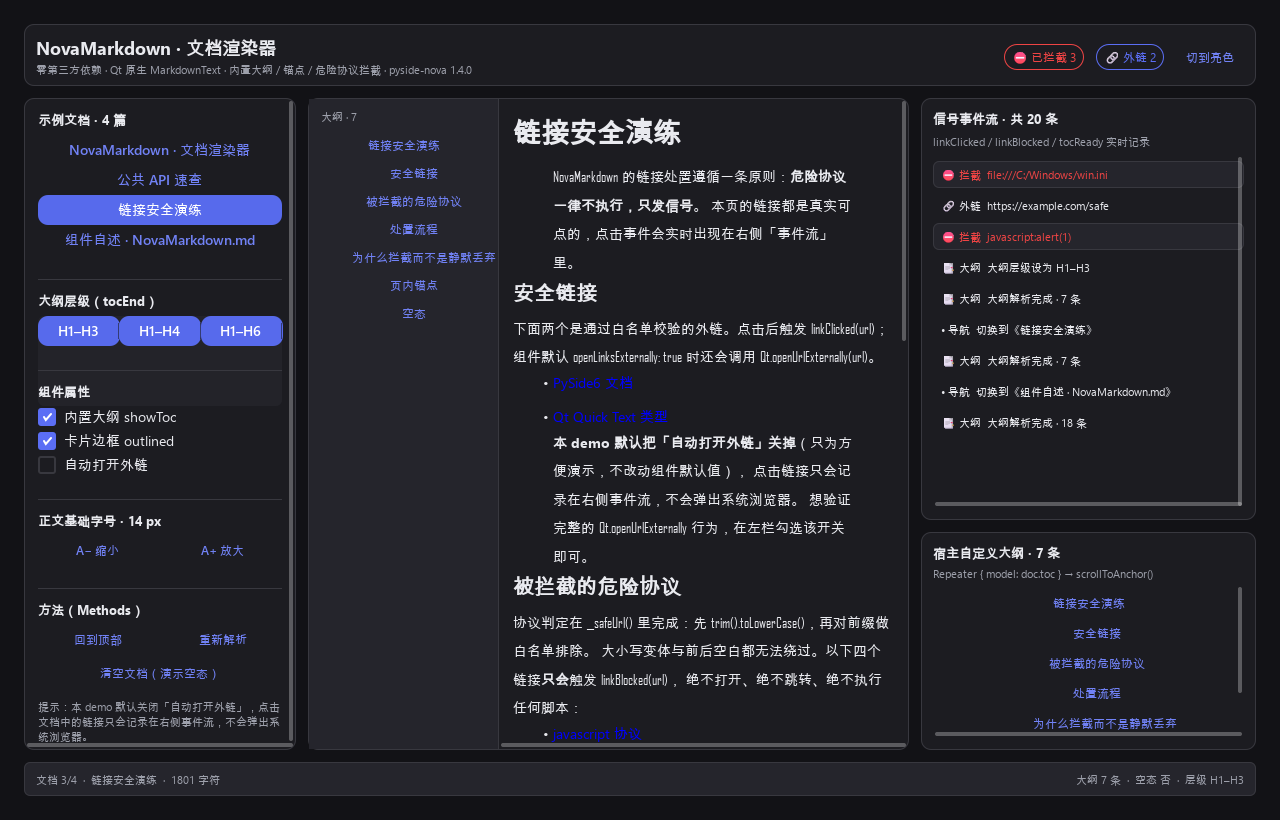 NovaMarkdown · 文档渲染器
零第三方依赖 · Qt 原生 MarkdownText · 内置大纲 / 锚点 / 危险协议拦截 · pyside-nova 1.4.0
⛔ 已拦截 3
🔗 外链 2
切到亮色
示例文档 · 4 篇
NovaMarkdown · 文档渲染器
公共 API 速查
链接安全演练
组件自述 · NovaMarkdown.md
大纲层级 ( tocEnd )
H1–H3 H1–H4 H1–H6
组件属性
内置大纲 showToc
卡片边框 outlined
自动打开外链
正文基础字号 · 14 px
A− 缩小 A+ 放大
方法 ( Methods )
回到顶部 重新解析
清空文档 ( 演示空态 )
提示：本 demo 默认关闭「自动打开外链」, 点击
文档中的链接只会记录在右侧事件流，不会弹出系
统浏览器。
大纲 · 7
链接安全演练
安全链接
被拦截的危险协议
处置流程
为什么拦截而不是静默丢弃
页内锚点
空态
链接安全演练
NovaMarkdown 的链接处置遵循一条原则：危险协议
一律不执行，只发信号。 本页的链接都是真实可
点的，点击事件会实时出现在右侧「事件流」
里。
安全链接
下面两个是通过白名单校验的外链。点击后触发 linkClicked(url)；
组件默认 openLinksExternally: true 时还会调用 Qt.openUrlExternally(url)。
• PySide6 文档
• Qt Quick Text 类型
本 demo 默认把「自动打开外链」关掉（只为方
便演示，不改动组件默认值）， 点击链接只会记
录在右侧事件流，不会弹出系统浏览器。 想验证
完整的 Qt.openUrlExternally 行为，在左栏勾选该开关
即可。
被拦截的危险协议
协议判定在 _safeUrl() 里完成：先 trim().toLowerCase()，再对前缀做
白名单排除。 大小写变体与前后空白都无法绕过。以下四个
链接只会触发 linkBlocked(url)， 绝不打开、绝不跳转、绝不执行
任何脚本：
• javascript 协议
信号事件流 · 共 20 条
linkClicked / linkBlocked / tocReady 实时记录
⛔ 拦截 file:///C:/Windows/win.ini
🔗 外链 https://example.com/safe
⛔ 拦截 javascript:alert(1)
📑 大纲 大纲层级设为 H1–H3
📑 大纲 大纲解析完成 · 7 条
• 导航 切换到《链接安全演练》
📑 大纲 大纲解析完成 · 7 条
• 导航 切换到《组件自述 · NovaMarkdown.md》
📑 大纲 大纲解析完成 · 18 条
宿主自定义大纲 · 7 条
Repeater { model: doc.toc } → scrollToAnchor()
链接安全演练
安全链接
被拦截的危险协议
处置流程
为什么拦截而不是静默丢弃
文档 3/4 · 链接安全演练 · 1801 字符
大纲 7 条 · 空态 否 · 层级 H1–H3